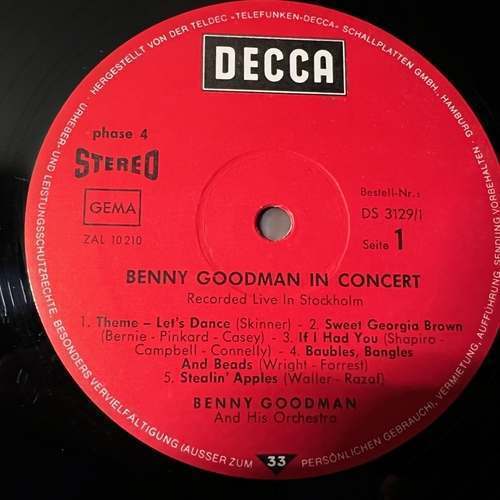 URHEBER- UND LEISTUNGSSCHUTZRECHTE, BESONDERS VERVIELFÄLTIGUNG (AUSSER ZUM PERSÖNLICHEN GEBRAUCH), VERMIETUNG, AUFFÜHRUNG, SENDUNG VORBEHALTEN
HERGESTELLT VON DER TELDEC »TELEFUNKEN-DECCA« SCHALLPLATTEN GMBH, HAMBURG
DECCA
phase 4
STEREO
GEMA
ZAL 10 210
Bestell-Nr.:
DS 3129/1
Seite 1
BENNY GOODMAN IN CONCERT
Recorded Live In Stockholm
1. Theme – Let's Dance (Skinner) - 2. Sweet Georgia Brown
(Bernie - Pinkard - Casey) - 3. If I Had You (Shapiro -
Campbell - Connelly) - 4. Baubles, Bangles
And Beads (Wright - Forrest)
5. Stealin' Apples (Waller - Razaf)
BENNY GOODMAN
And His Orchestra
33